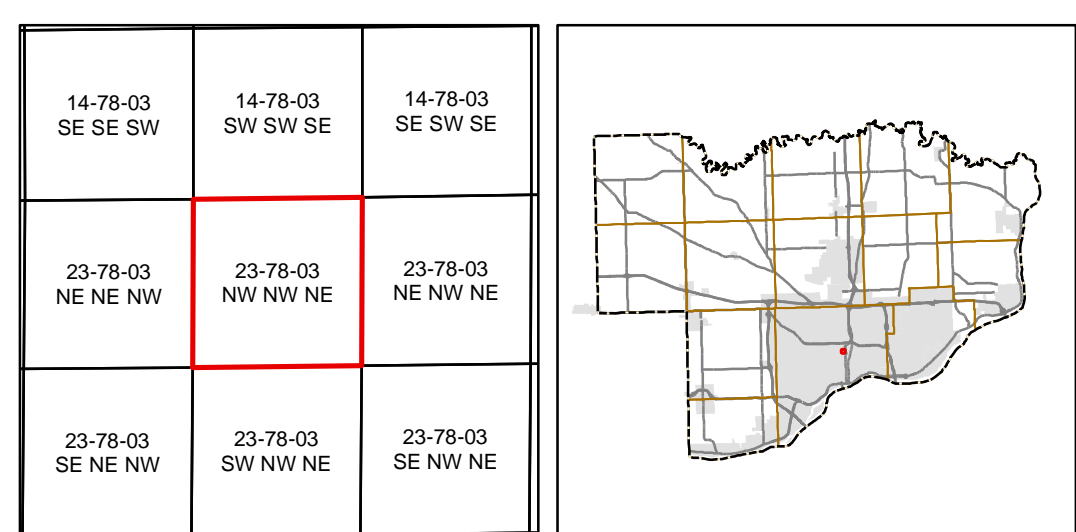 14-78-03
SE SE SW
14-78-03
SW SW SE
14-78-03
SE SW SE
23-78-03
NE NE NW
23-78-03
NW NW NE
23-78-03
NE NW NE
23-78-03
SE NE NW
23-78-03
SW NW NE
23-78-03
SE NW NE